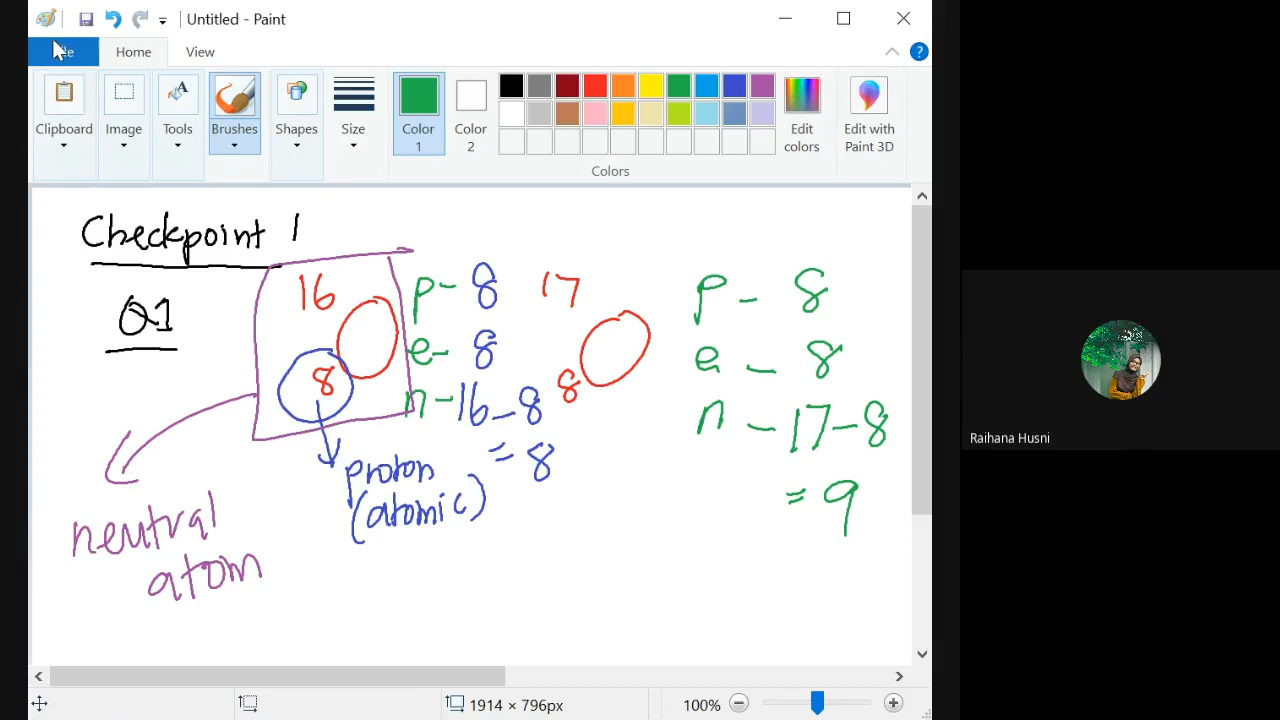 Untitled - Paint
File
Home
View
Clipboard
Image
Tools
Brushes
Shapes
Size
Color 1
Color 2
Edit colors
Edit with Paint 3D
Colors
Checkpoint 1
Q1
16
O
8
p - 8
e - 8
n - 16 - 8
= 8
proton
(atomic)
neutral
atom
17
O
8
p - 8
e - 8
n - 17 - 8
= 9
Raihana Husni
1914 × 796px
100%